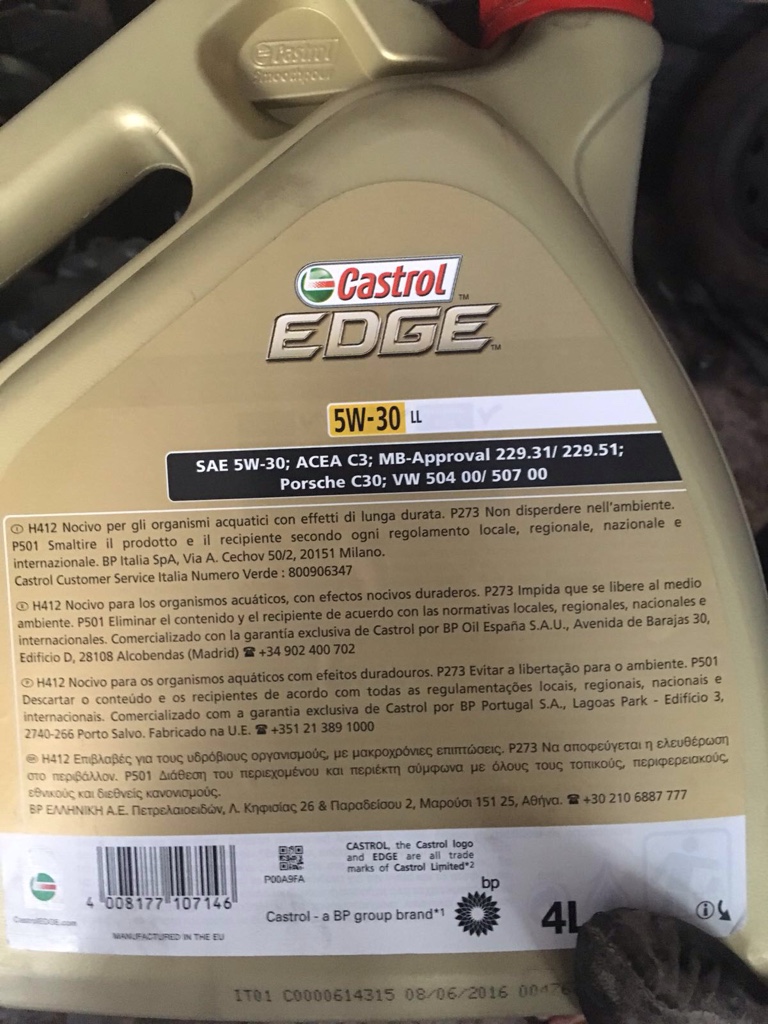 Castrol
Smoothpour
Castrol
EDGE™
5W-30 LL
SAE 5W-30; ACEA C3; MB-Approval 229.31/ 229.51;
Porsche C30; VW 504 00/ 507 00
H412 Nocivo per gli organismi acquatici con effetti di lunga durata. P273 Non disperdere nell'ambiente.
P501 Smaltire il prodotto e il recipiente secondo ogni regolamento locale, regionale, nazionale e
internazionale. BP Italia SpA, Via A. Cechov 50/2, 20151 Milano.
Castrol Customer Service Italia Numero Verde : 800906347
H412 Nocivo para los organismos acuáticos, con efectos nocivos duraderos. P273 Impida que se libere al medio
ambiente. P501 Eliminar el contenido y el recipiente de acuerdo con las normativas locales, regionales, nacionales e
internacionales. Comercializado con la garantia exclusiva de Castrol por BP Oil España S.A.U., Avenida de Barajas 30,
Edificio D, 28108 Alcobendas (Madrid) ☎ +34 902 400 702
H412 Nocivo para os organismos aquáticos com efeitos duradouros. P273 Evitar a libertação para o ambiente. P501
Descartar o conteúdo e os recipientes de acordo com todas as regulamentações locais, regionais, nacionais e
internacionais. Comercializado com a garantia exclusiva de Castrol por BP Portugal S.A., Lagoas Park - Edifício 3,
2740-266 Porto Salvo. Fabricado na U.E. ☎ +351 21 389 1000
H412 Επιβλαβές για τους υδρόβιους οργανισμούς, με μακροχρόνιες επιπτώσεις. P273 Να αποφεύγεται η ελευθέρωση
στο περιβάλλον. P501 Διάθεση του περιεχομένου και περιέκτη σύμφωνα με όλους τους τοπικούς, περιφερειακούς,
εθνικούς και διεθνείς κανονισμούς.
BP ΕΛΛΗΝΙΚΗ Α.Ε. Πετρελαιοειδών, Λ. Κηφισίας 26 & Παραδείσου 2, Μαρούσι 151 25, Αθήνα. ☎ +30 210 6887 777
CASTROL, the Castrol logo
and EDGE are all trade
marks of Castrol Limited*2
P00A9FA
4 008177 107146
bp
Castrol - a BP group brand*1
4L
CastrolEDGE.com
MANUFACTURED IN THE EU
IT01 C0000614315 08/06/2016